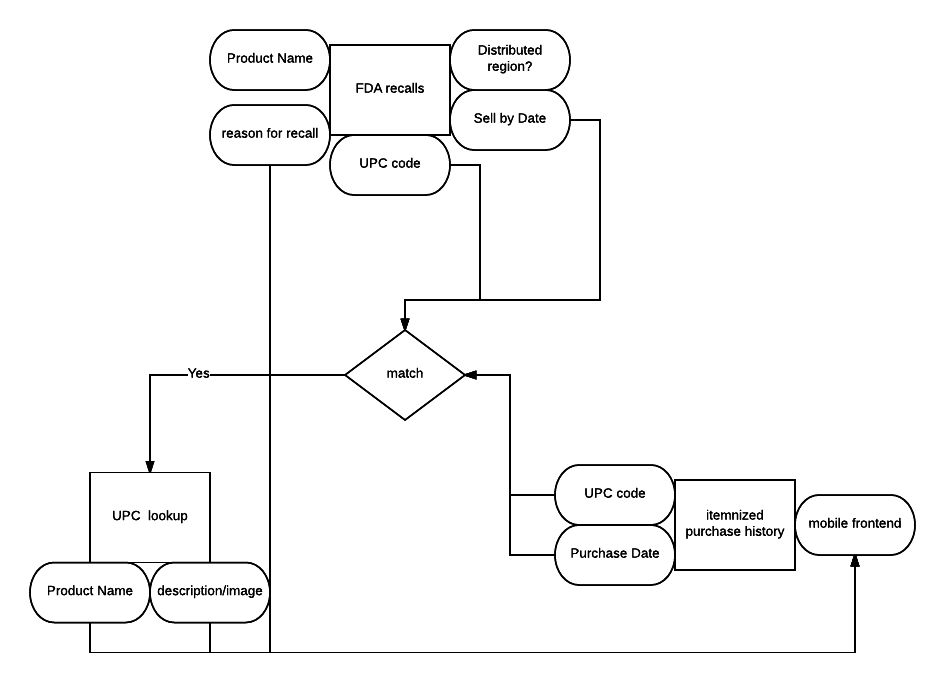 Product Name
FDA recalls
Distributed
region?
reason for recall
Sell by Date
UPC code
match
Yes
UPC lookup
Product Name
description/image
UPC code
Purchase Date
itemnized
purchase history
mobile frontend